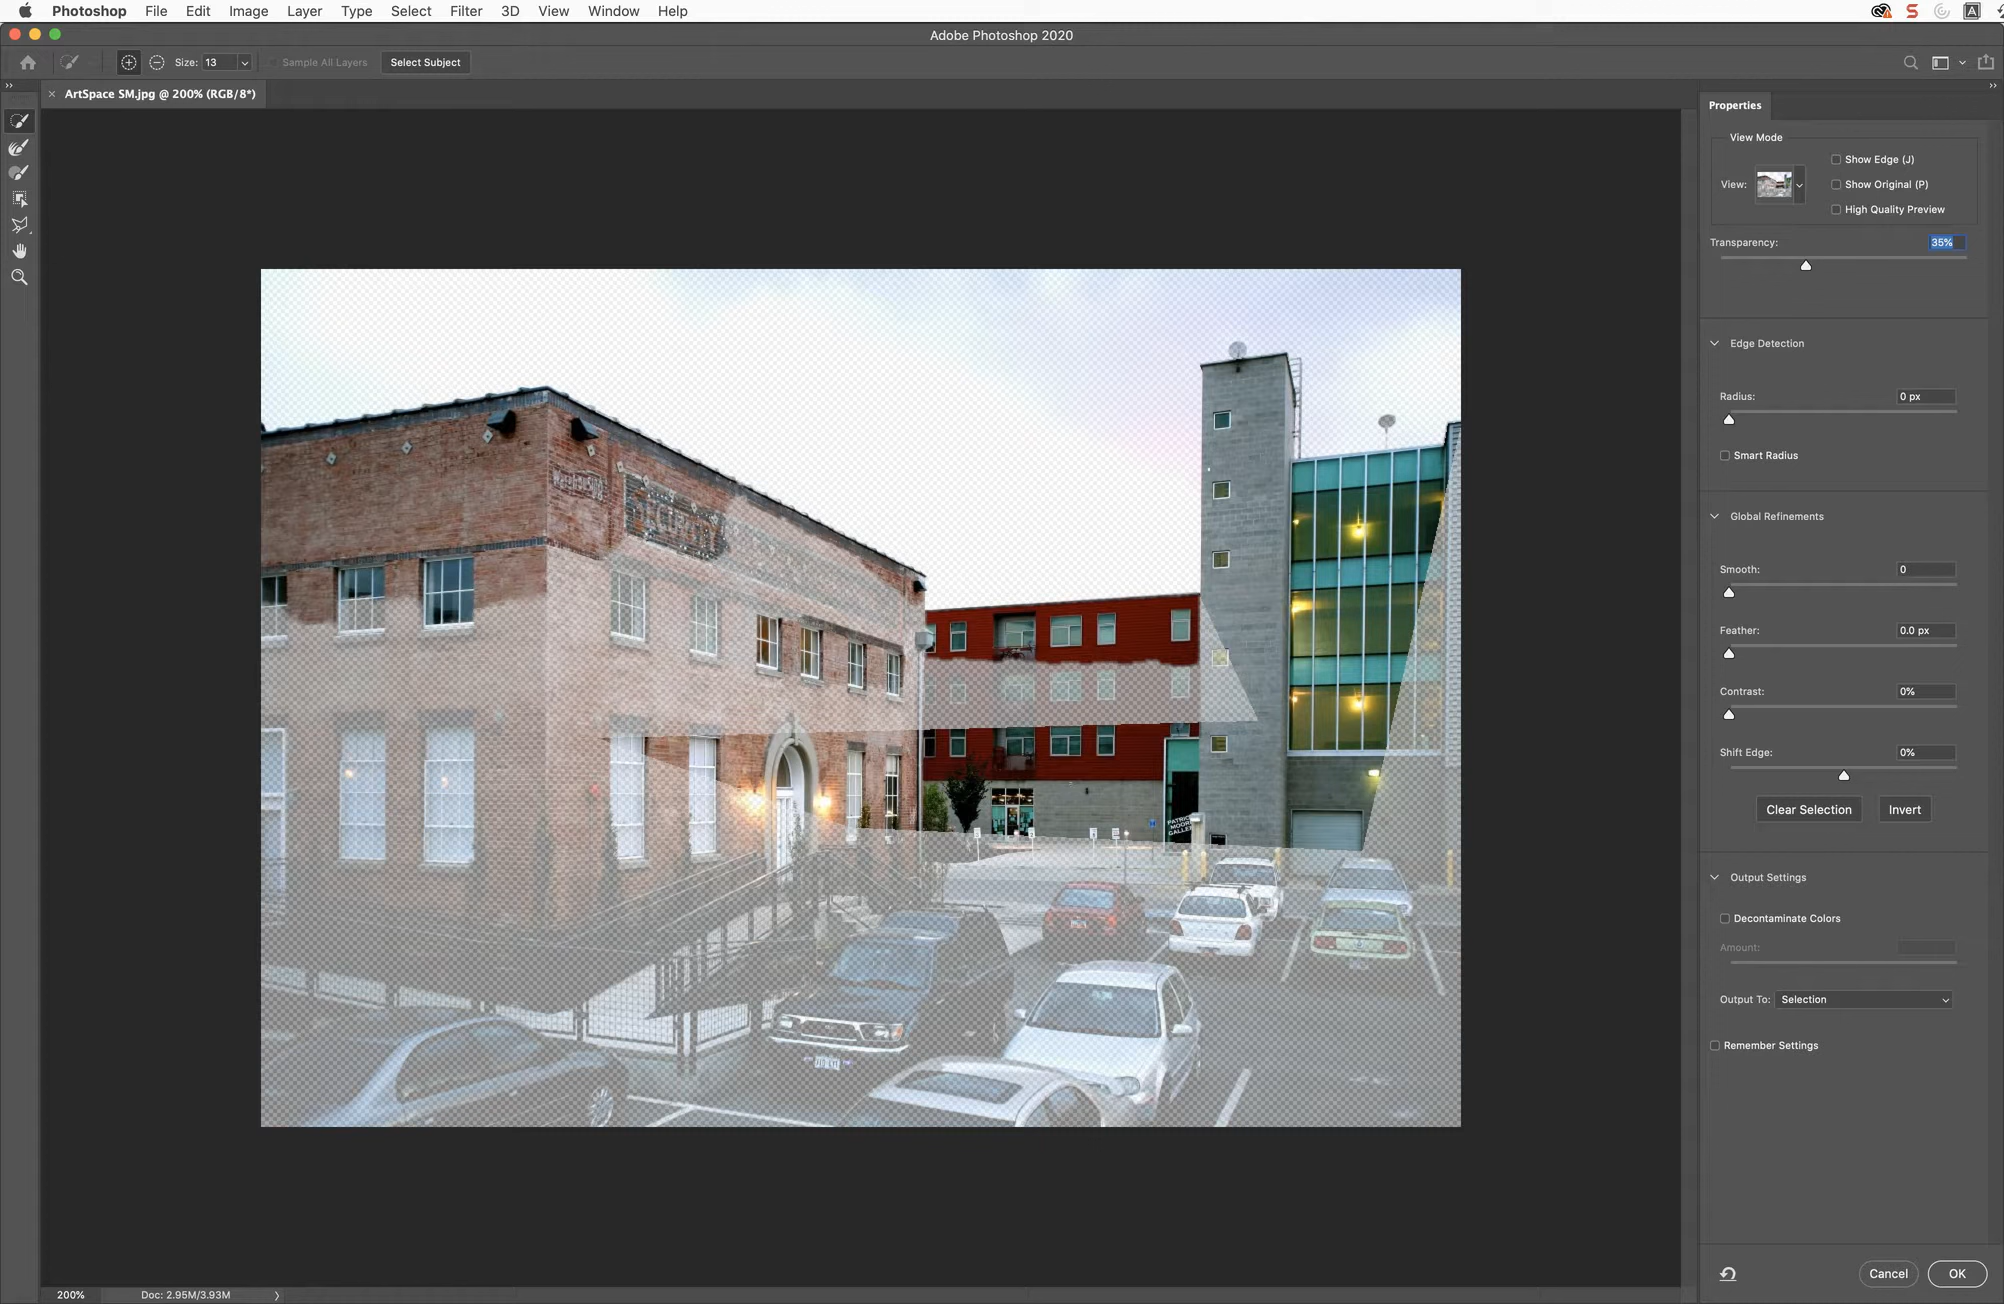 Photoshop File Edit Image Layer Type Select Filter 3D View Window Help
Adobe Photoshop 2020
Size: 13 Sample All Layers Select Subject
ArtSpace SM.jpg @ 200% (RGB/8*)
Properties
View Mode
Show Edge (J)
View: Show Original (P)
High Quality Preview
Transparency: 35%
Edge Detection
Radius: 0 px
Smart Radius
Global Refinements
Smooth: 0
Feather: 0.0 px
Contrast: 0%
Shift Edge: 0%
Clear Selection Invert
Output Settings
Decontaminate Colors
Amount:
Output To: Selection
Remember Settings
Cancel OK
200% Doc: 2.95M/3.93M